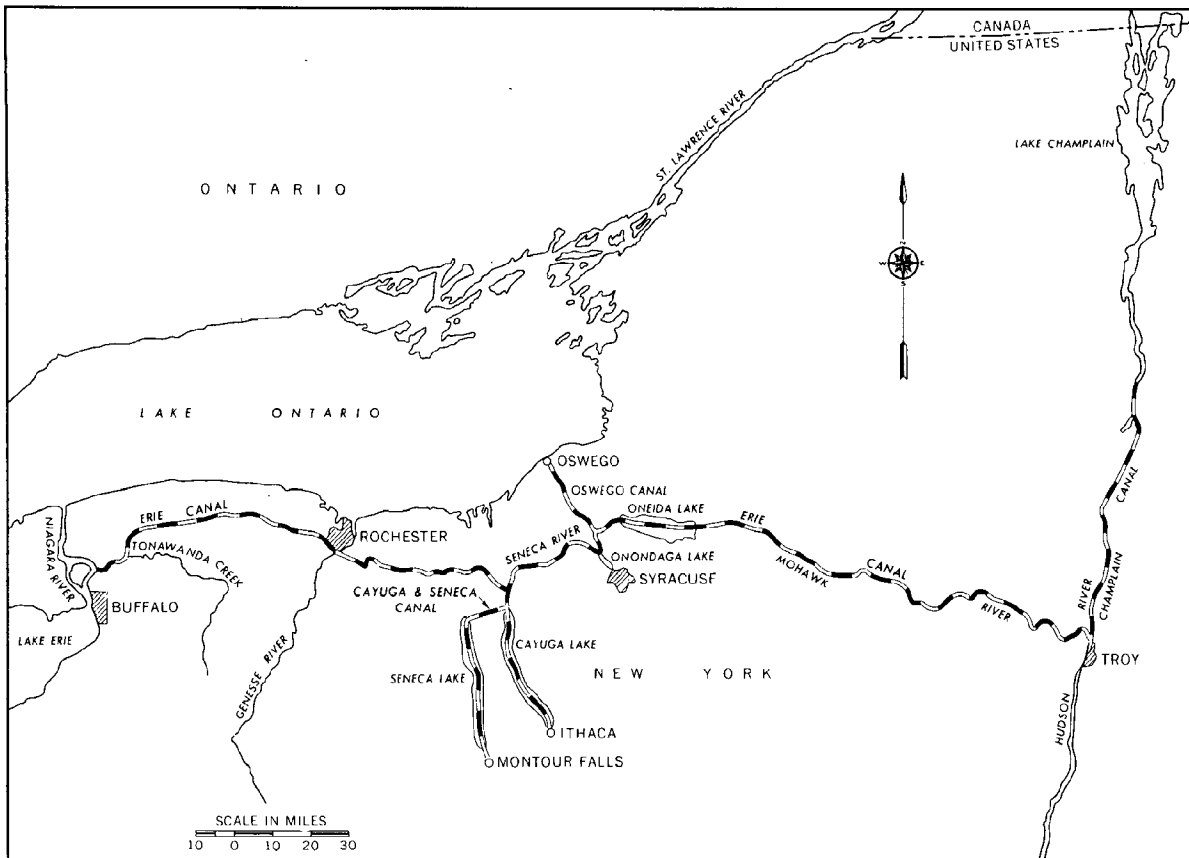 CANADA
UNITED STATES
ST. LAWRENCE RIVER
LAKE CHAMPLAIN
ONTARIO
N
W E
S
LAKE ONTARIO
OSWEGO
OSWEGO CANAL
ONEIDA LAKE
ERIE CANAL
NIAGARA RIVER
TONAWANDA CREEK
ROCHESTER
SENECA RIVER
ONONDAGA LAKE
SYRACUSE
ERIE
MOHAWK
CANAL
RIVER
CANAL
CHAMPLAIN
RIVER
HUDSON
BUFFALO
LAKE ERIE
CAYUGA & SENECA
CANAL
CAYUGA LAKE
SENECA LAKE
GENESSE RIVER
NEW YORK
TROY
ITHACA
MONTOUR FALLS
SCALE IN MILES
10 0 10 20 30